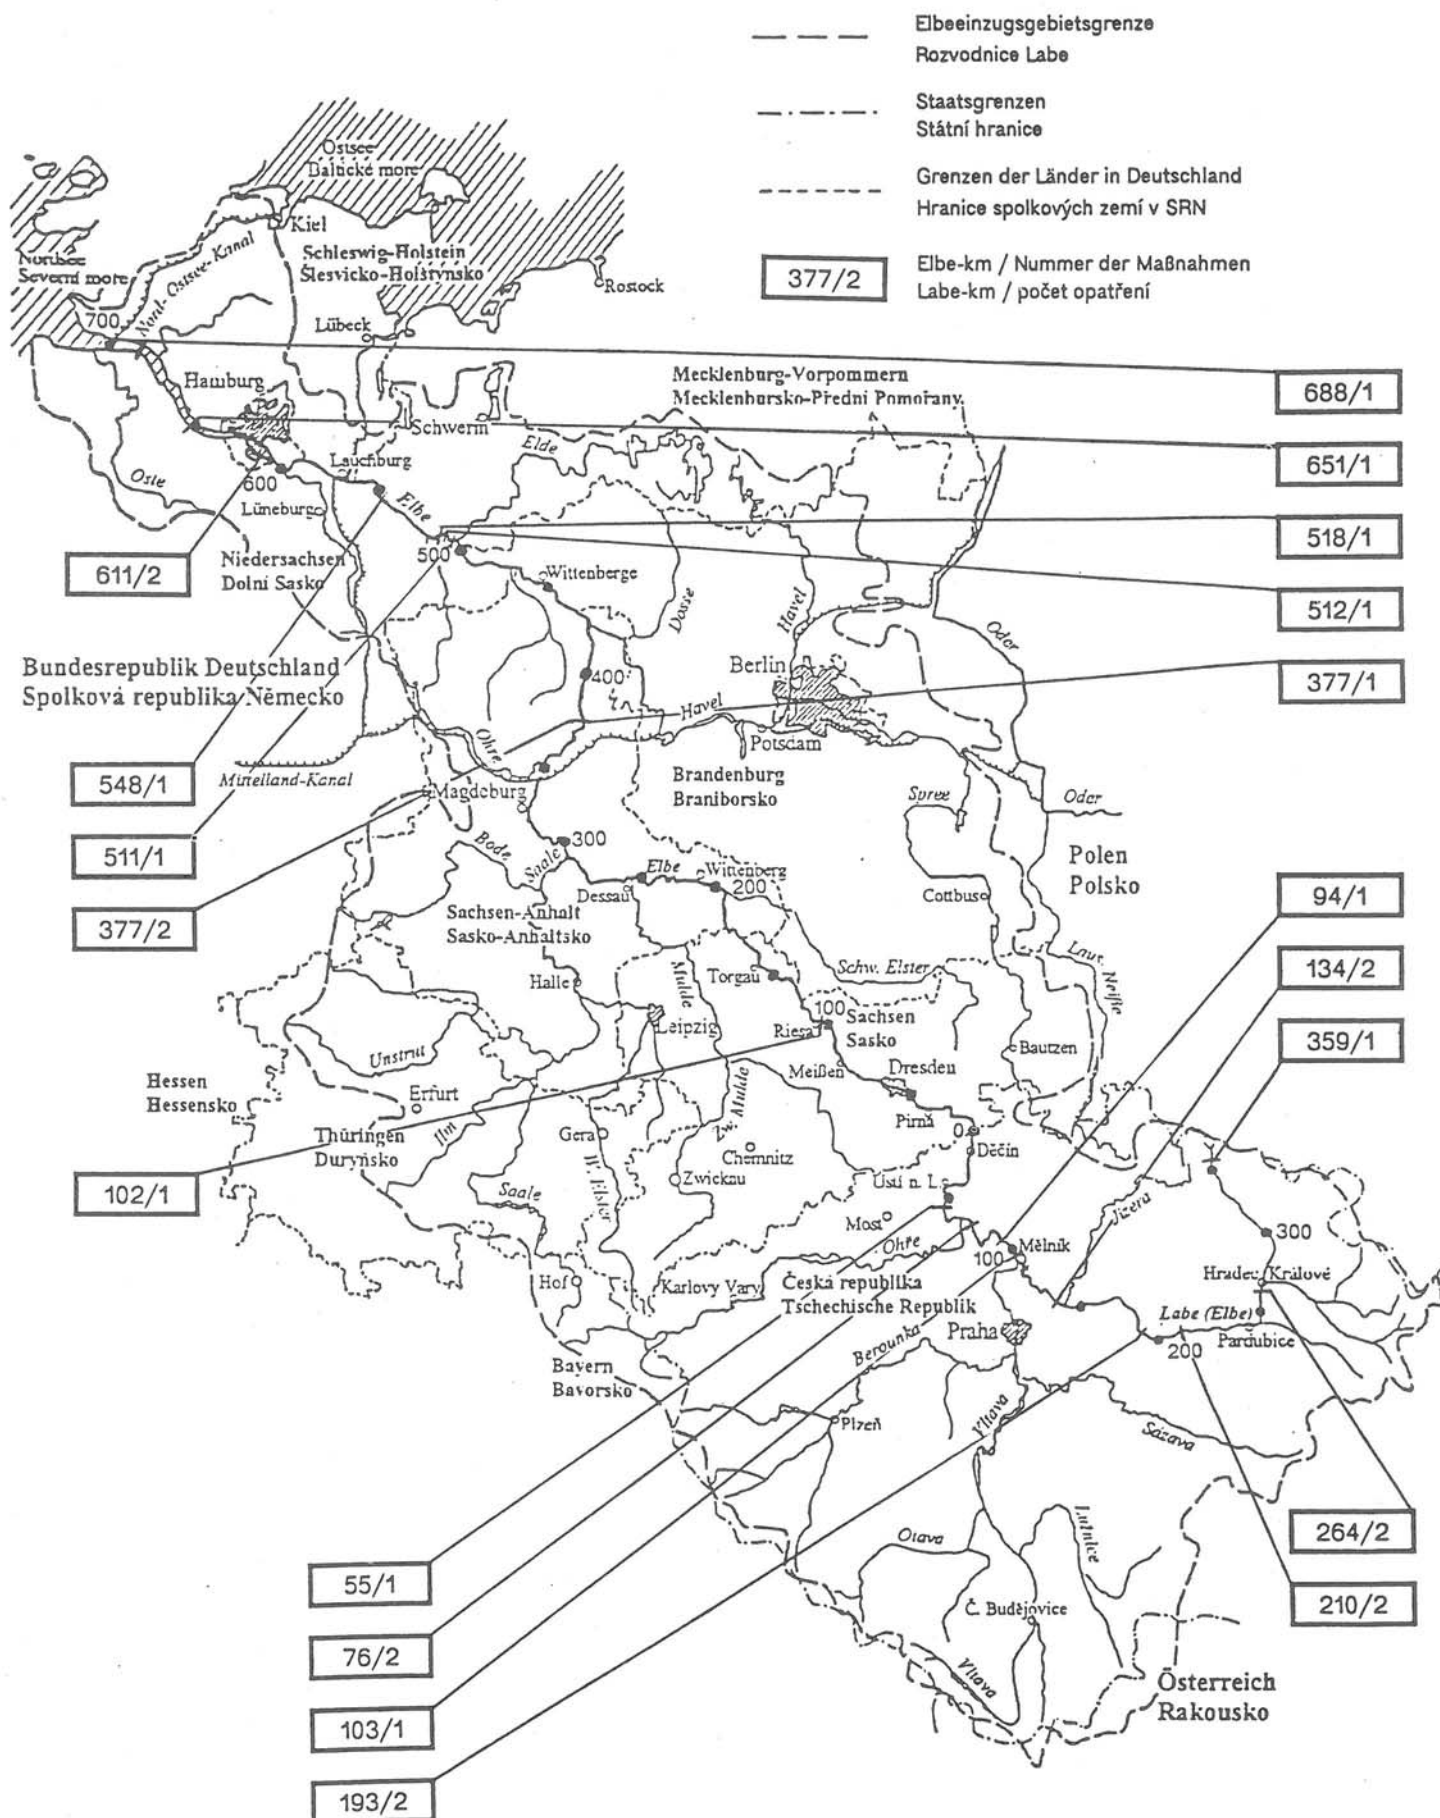 Elbeeinzugsgebietsgrenze
Rozvodnice Labe
Staatsgrenzen
Státní hranice
Grenzen der Länder in Deutschland
Hranice spolkových zemí v SRN
377/2
Elbe-km / Nummer der Maßnahmen
Labe-km / počet opatření
Ostsee
Baltické more
Kiel
Nordsee
Severní more
Nord-Ostsee-Kanal
Schleswig-Holstein
Šlesvicko-Holštýnsko
Rostock
700
Lübeck
Hamburg
Mecklenburg-Vorpommern
Mecklenbursko-Přední Pomořany
688/1
Schwerin
Elde
651/1
Oste
600
Lauenburg
Lüneburg
Elbe
518/1
500
611/2
Niedersachsen
Dolní Sasko
Wittenberge
Dosse
Havel
512/1
Oder
Bundesrepublik Deutschland
Spolková republika Německo
400
Berlin
377/1
Havel
Ohre
Potsdam
548/1
Mittelland-Kanal
Magdeburg
Brandenburg
Braniborsko
Spree
Oder
511/1
Bode
Saale
300
Polen
Polsko
Elbe
Wittenberg
200
Dessau
Cottbus
94/1
377/2
Sachsen-Anhalt
Sasko-Anhaltsko
Halle
Mulde
Torgau
Schw. Elster
Laus. Neiße
134/2
100
Riesa
Sachsen
Sasko
Leipzig
359/1
Unstrut
Meißen
Dresden
Bautzen
Hessen
Hessensko
Erfurt
Zw. Mulde
Pirna
0
Thüringen
Duryňsko
Ilm
Gera
Chemnitz
Děčín
102/1
Saale
W. Elster
Zwickau
Ústí n. L.
Jizera
Most
Ohře
100
Mělník
300
Hof
Karlovy Vary
Česká republika
Tschechische Republik
Hradec Králové
Labe (Elbe)
Praha
Pardubice
Berounka
200
Bayern
Bavorsko
Plzeň
Vltava
Sázava
264/2
Otava
Lužnice
55/1
Č. Budějovice
210/2
76/2
Vltava
Österreich
Rakousko
103/1
193/2